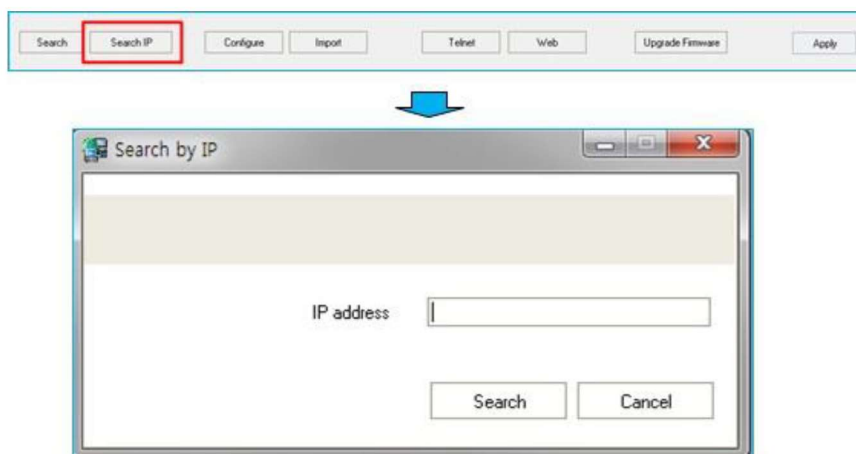 Search Search IP Configure Import Telnet Web Upgrade Firmware Apply
Search by IP
IP address
Search Cancel